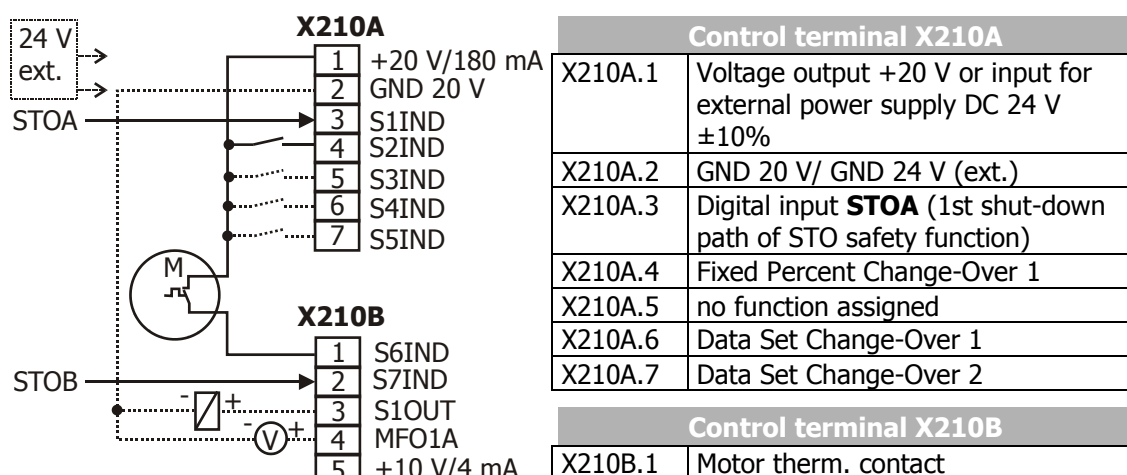 24 V
ext.
STOA
STOB
X210A
1 +20 V/180 mA
2 GND 20 V
3 S1IND
4 S2IND
5 S3IND
6 S4IND
7 S5IND
M
X210B
1 S6IND
2 S7IND
- + 3 S1OUT
- V + 4 MFO1A
5 +10 V/4 mA
Control terminal X210A
X210A.1 Voltage output +20 V or input for
external power supply DC 24 V
±10%
X210A.2 GND 20 V/ GND 24 V (ext.)
X210A.3 Digital input STOA (1st shut-down
path of STO safety function)
X210A.4 Fixed Percent Change-Over 1
X210A.5 no function assigned
X210A.6 Data Set Change-Over 1
X210A.7 Data Set Change-Over 2
Control terminal X210B
X210B.1 Motor therm. contact